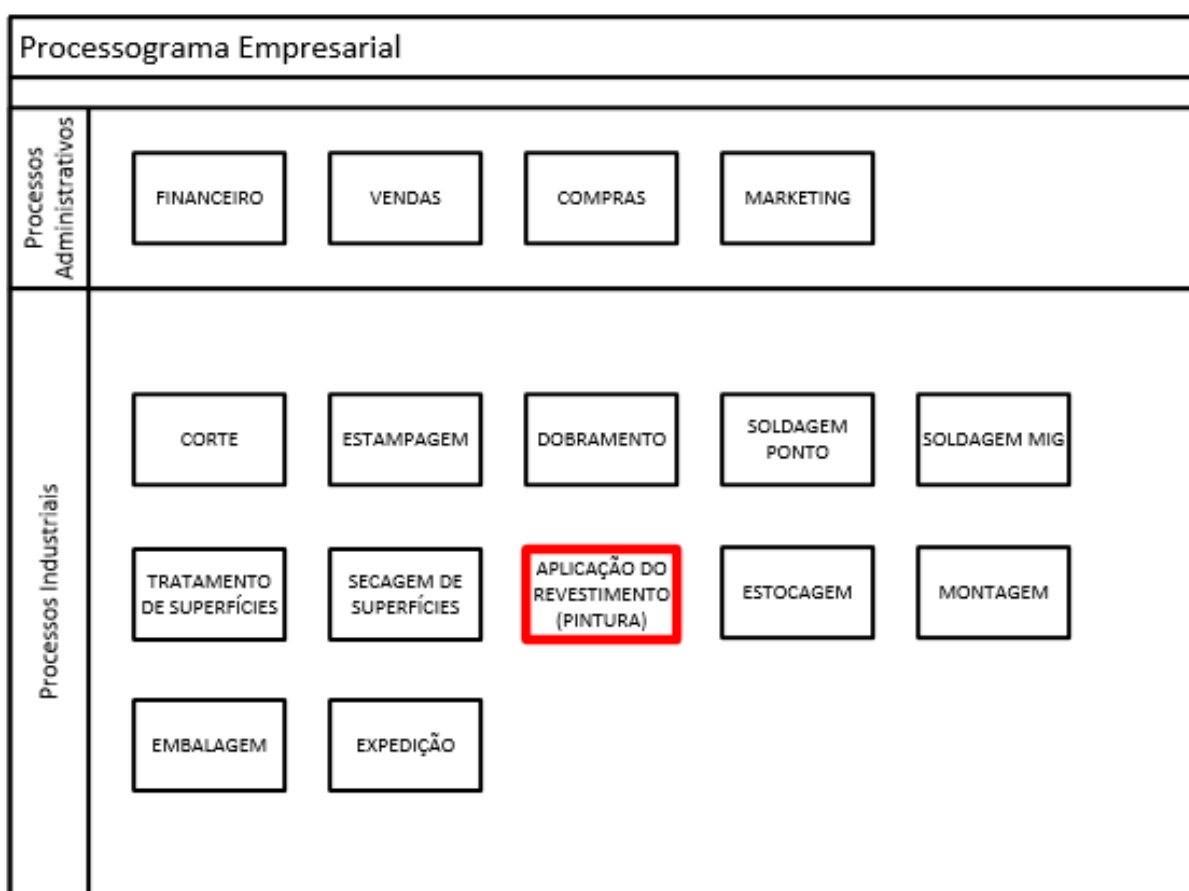 Processograma Empresarial
Processos
Administrativos
FINANCEIRO
VENDAS
COMPRAS
MARKETING
Processos Industriais
CORTE
ESTAMPAGEM
DOBRAMENTO
SOLDAGEM
PONTO
SOLDAGEM MIG
TRATAMENTO
DE SUPERFÍCIES
SECAGEM DE
SUPERFÍCIES
APLICAÇÃO DO
REVESTIMENTO
(PINTURA)
ESTOCAGEM
MONTAGEM
EMBALAGEM
EXPEDIÇÃO